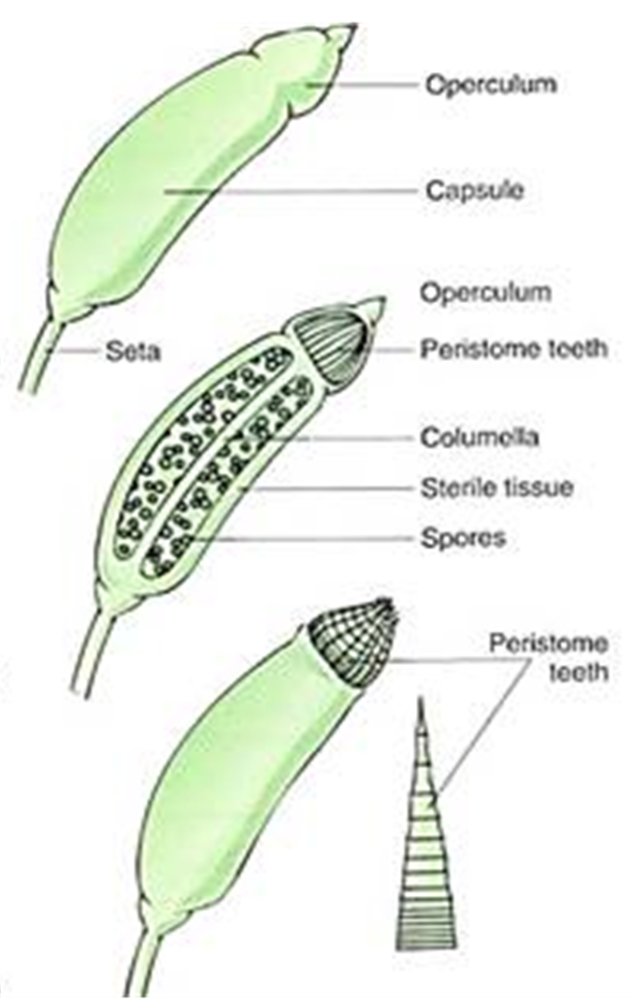 Operculum
Capsule
Seta
Operculum
Peristome teeth
Columella
Sterile tissue
Spores
Peristome
teeth